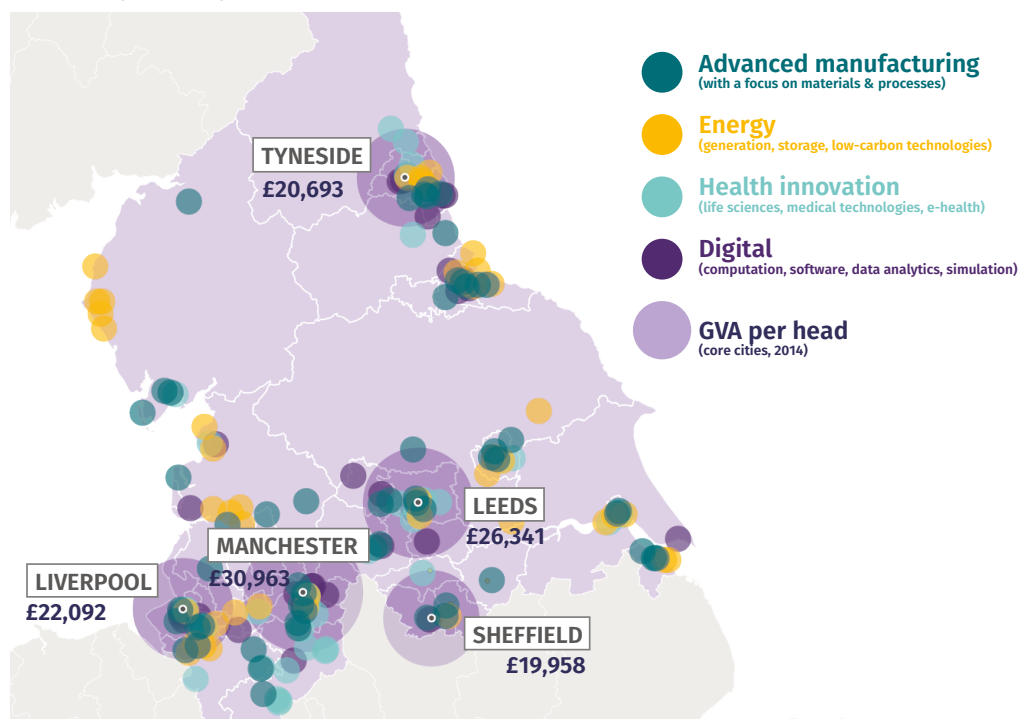 Advanced manufacturing
(with a focus on materials & processes)
Energy
(generation, storage, low-carbon technologies)
Health innovation
(life sciences, medical technologies, e-health)
Digital
(computation, software, data analytics, simulation)
GVA per head
(core cities, 2014)
TYNESIDE
£20,693
LEEDS
£26,341
MANCHESTER
£30,963
LIVERPOOL
£22,092
SHEFFIELD
£19,958